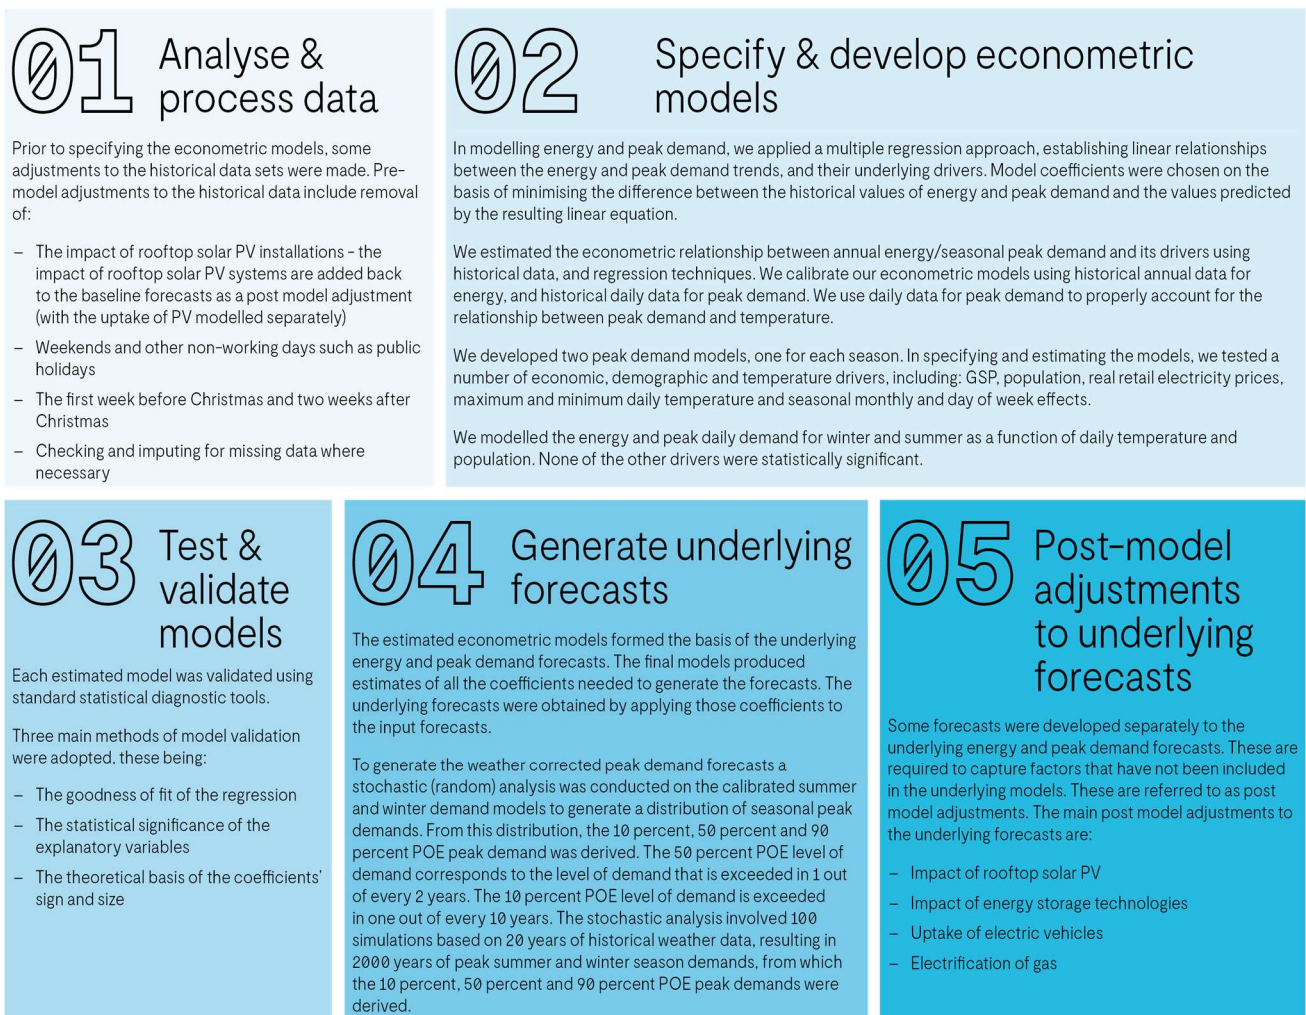 01 Analyse &
process data
Prior to specifying the econometric models, some
adjustments to the historical data sets were made. Pre-
model adjustments to the historical data include removal
of:
– The impact of rooftop solar PV installations - the
impact of rooftop solar PV systems are added back
to the baseline forecasts as a post model adjustment
(with the uptake of PV modelled separately)
– Weekends and other non-working days such as public
holidays
– The first week before Christmas and two weeks after
Christmas
– Checking and imputing for missing data where
necessary
02 Specify & develop econometric
models
In modelling energy and peak demand, we applied a multiple regression approach, establishing linear relationships
between the energy and peak demand trends, and their underlying drivers. Model coefficients were chosen on the
basis of minimising the difference between the historical values of energy and peak demand and the values predicted
by the resulting linear equation.
We estimated the econometric relationship between annual energy/seasonal peak demand and its drivers using
historical data, and regression techniques. We calibrate our econometric models using historical annual data for
energy, and historical daily data for peak demand. We use daily data for peak demand to properly account for the
relationship between peak demand and temperature.
We developed two peak demand models, one for each season. In specifying and estimating the models, we tested a
number of economic, demographic and temperature drivers, including: GSP, population, real retail electricity prices,
maximum and minimum daily temperature and seasonal monthly and day of week effects.
We modelled the energy and peak daily demand for winter and summer as a function of daily temperature and
population. None of the other drivers were statistically significant.
03 Test &
validate
models
Each estimated model was validated using
standard statistical diagnostic tools.
Three main methods of model validation
were adopted, these being:
– The goodness of fit of the regression
– The statistical significance of the
explanatory variables
– The theoretical basis of the coefficients'
sign and size
04 Generate underlying
forecasts
The estimated econometric models formed the basis of the underlying
energy and peak demand forecasts. The final models produced
estimates of all the coefficients needed to generate the forecasts. The
underlying forecasts were obtained by applying those coefficients to
the input forecasts.
To generate the weather corrected peak demand forecasts a
stochastic (random) analysis was conducted on the calibrated summer
and winter demand models to generate a distribution of seasonal peak
demands. From this distribution, the 10 percent, 50 percent and 90
percent POE peak demand was derived. The 50 percent POE level of
demand corresponds to the level of demand that is exceeded in 1 out
of every 2 years. The 10 percent POE level of demand is exceeded
in one out of every 10 years. The stochastic analysis involved 100
simulations based on 20 years of historical weather data, resulting in
2000 years of peak summer and winter season demands, from which
the 10 percent, 50 percent and 90 percent POE peak demands were
derived.
05 Post-model
adjustments
to underlying
forecasts
Some forecasts were developed separately to the
underlying energy and peak demand forecasts. These are
required to capture factors that have not been included
in the underlying models. These are referred to as post
model adjustments. The main post model adjustments to
the underlying forecasts are:
– Impact of rooftop solar PV
– Impact of energy storage technologies
– Uptake of electric vehicles
– Electrification of gas